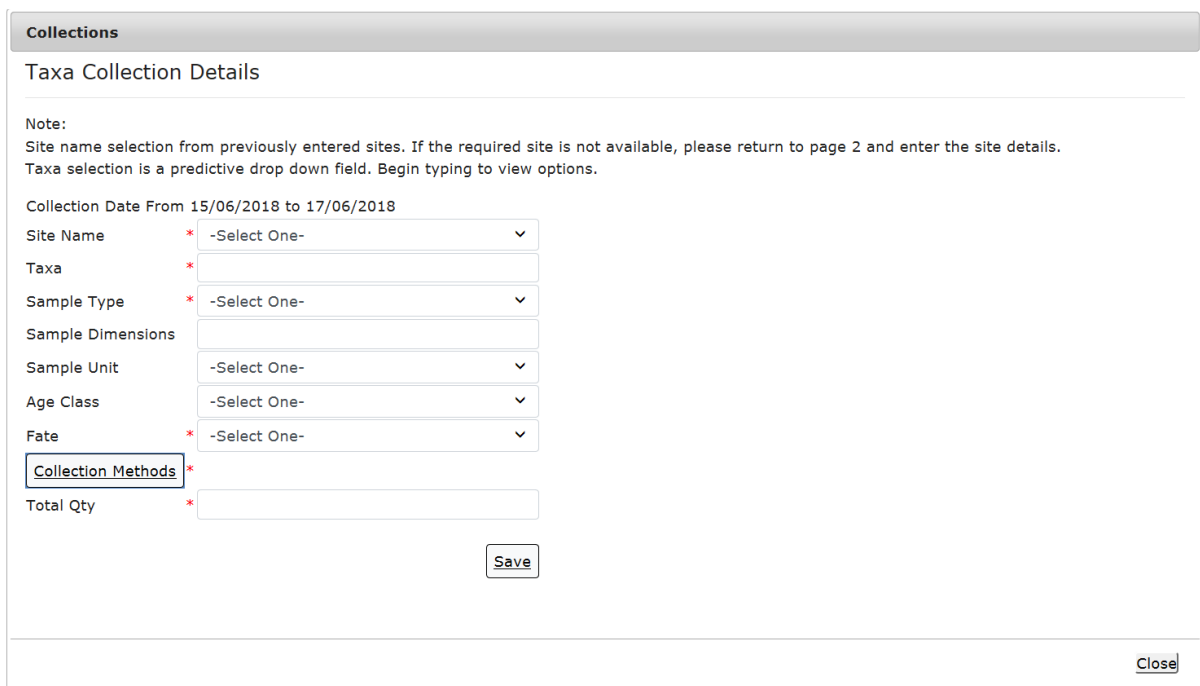 Collections
Taxa Collection Details
Note:
Site name selection from previously entered sites. If the required site is not available, please return to page 2 and enter the site details.
Taxa selection is a predictive drop down field. Begin typing to view options.
Collection Date From 15/06/2018 to 17/06/2018
Site Name * -Select One-
Taxa *
Sample Type * -Select One-
Sample Dimensions
Sample Unit -Select One-
Age Class -Select One-
Fate * -Select One-
Collection Methods *
Total Qty *
Save
Close